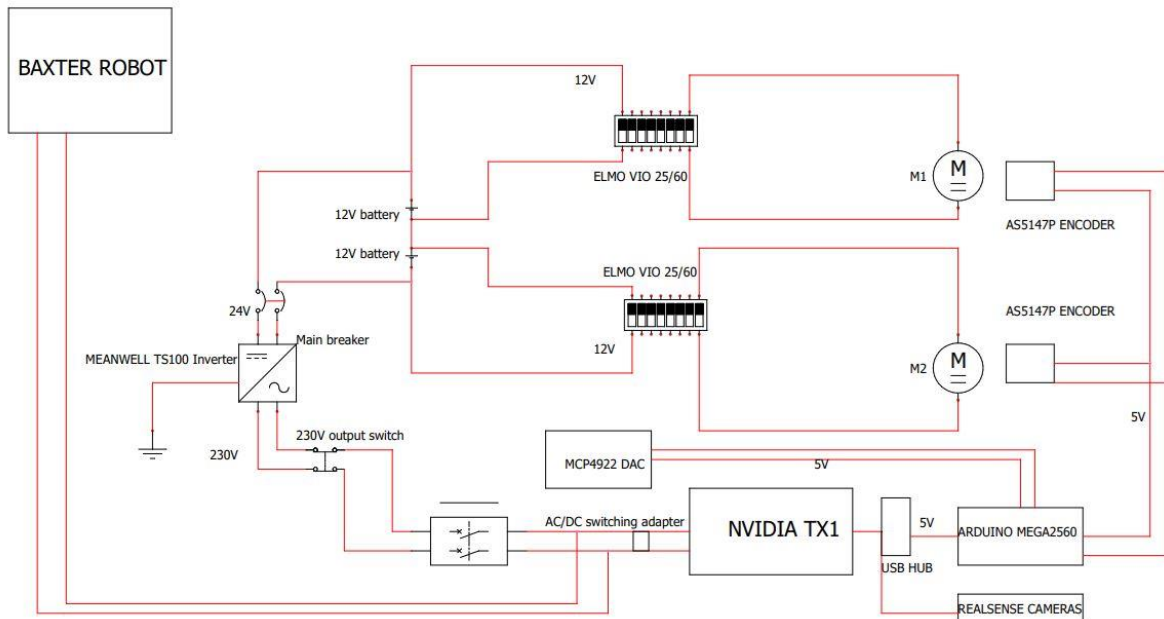 BAXTER ROBOT
12V
ELMO VIO 25/60
M
M1
AS5147P ENCODER
12V battery
12V battery
ELMO VIO 25/60
24V
AS5147P ENCODER
Main breaker
MEANWELL TS100 Inverter
12V
M
M2
5V
230V output switch
230V
MCP4922 DAC
5V
AC/DC switching adapter
NVIDIA TX1
5V
ARDUINO MEGA2560
USB HUB
REALSENSE CAMERAS